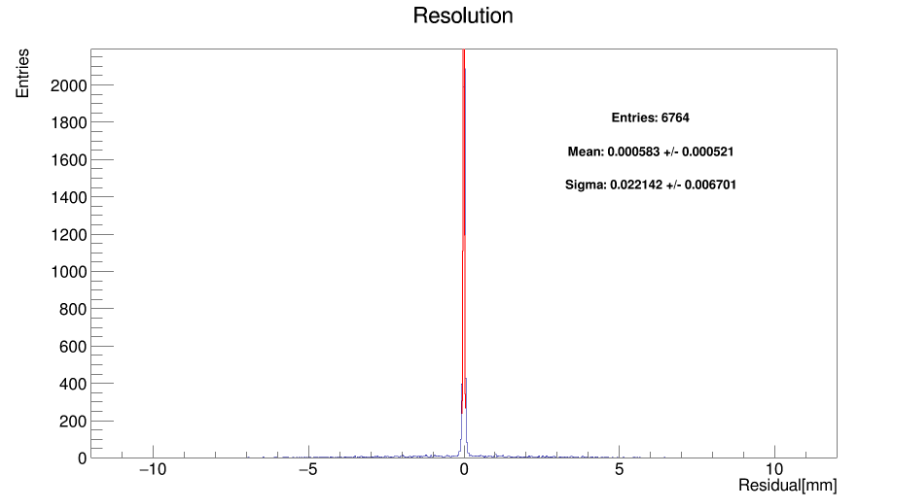 Resolution
Entries
2000
1800
1600
1400
1200
1000
800
600
400
200
0
Entries: 6764
Mean: 0.000583 +/- 0.000521
Sigma: 0.022142 +/- 0.006701
−10 −5 0 5 10
Residual[mm]